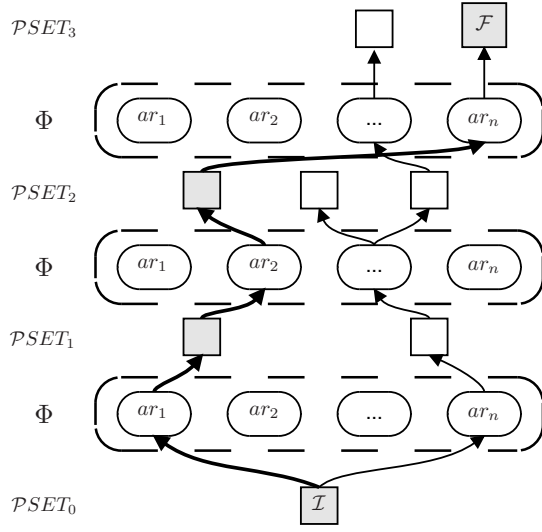 𝒫SET₃ ℱ
Φ ar₁ ar₂ ... arₙ
𝒫SET₂
Φ ar₁ ar₂ ... arₙ
𝒫SET₁
Φ ar₁ ar₂ ... arₙ
𝒫SET₀ ℐ